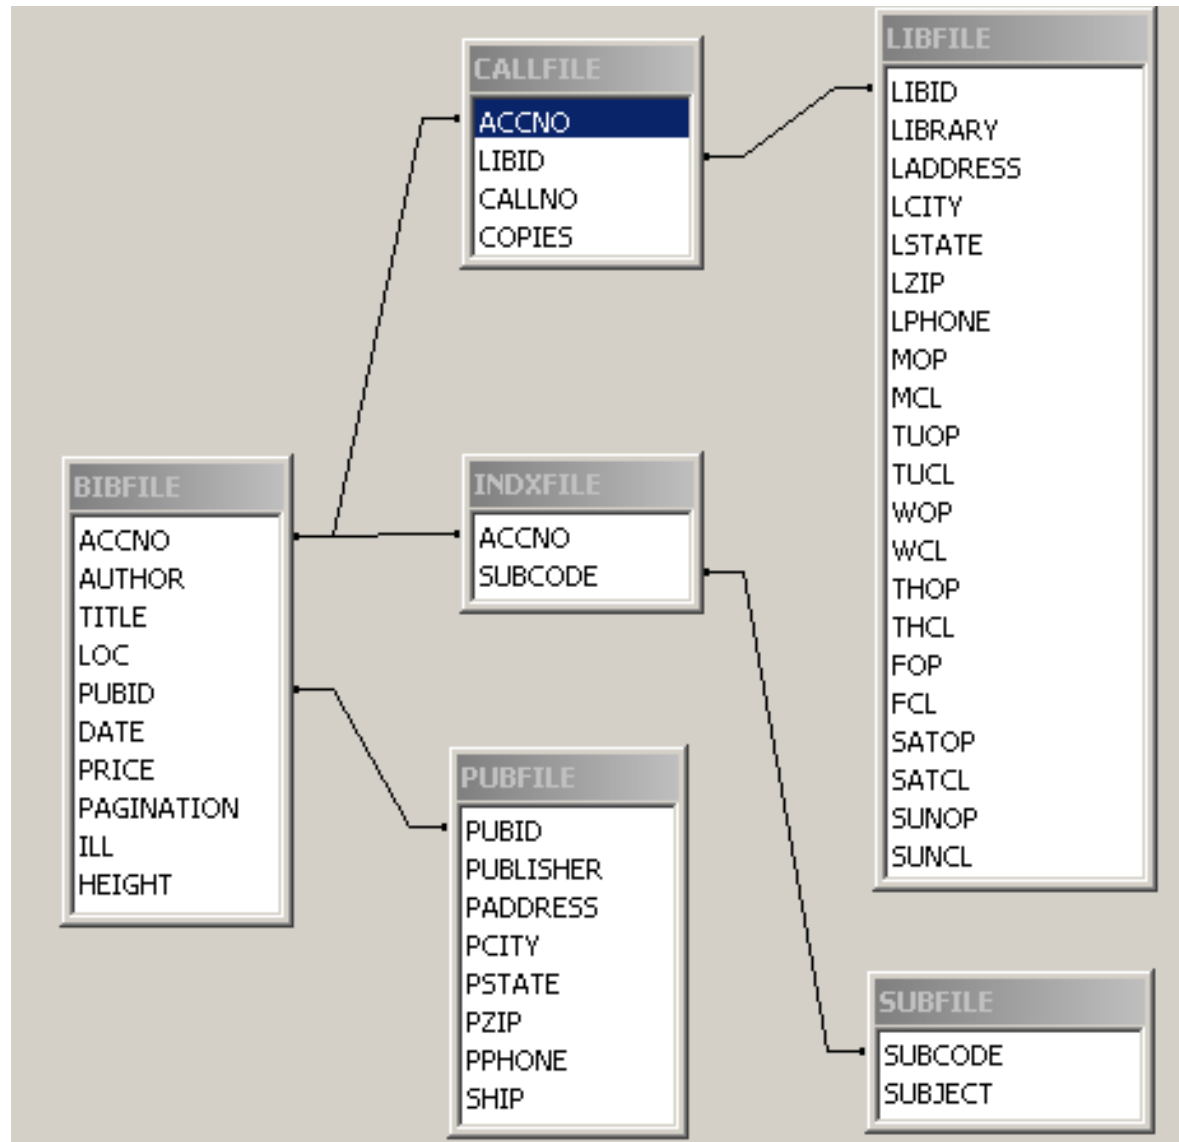 CALLFILE
ACCNO
LIBID
CALLNO
COPIES
LIBFILE
LIBID
LIBRARY
LADDRESS
LCITY
LSTATE
LZIP
LPHONE
MOP
MCL
TUOP
TUCL
WOP
WCL
THOP
THCL
FOP
FCL
SATOP
SATCL
SUNOP
SUNCL
BIBFILE
ACCNO
AUTHOR
TITLE
LOC
PUBID
DATE
PRICE
PAGINATION
ILL
HEIGHT
INDXFILE
ACCNO
SUBCODE
PUBFILE
PUBID
PUBLISHER
PADDRESS
PCITY
PSTATE
PZIP
PPHONE
SHIP
SUBFILE
SUBCODE
SUBJECT